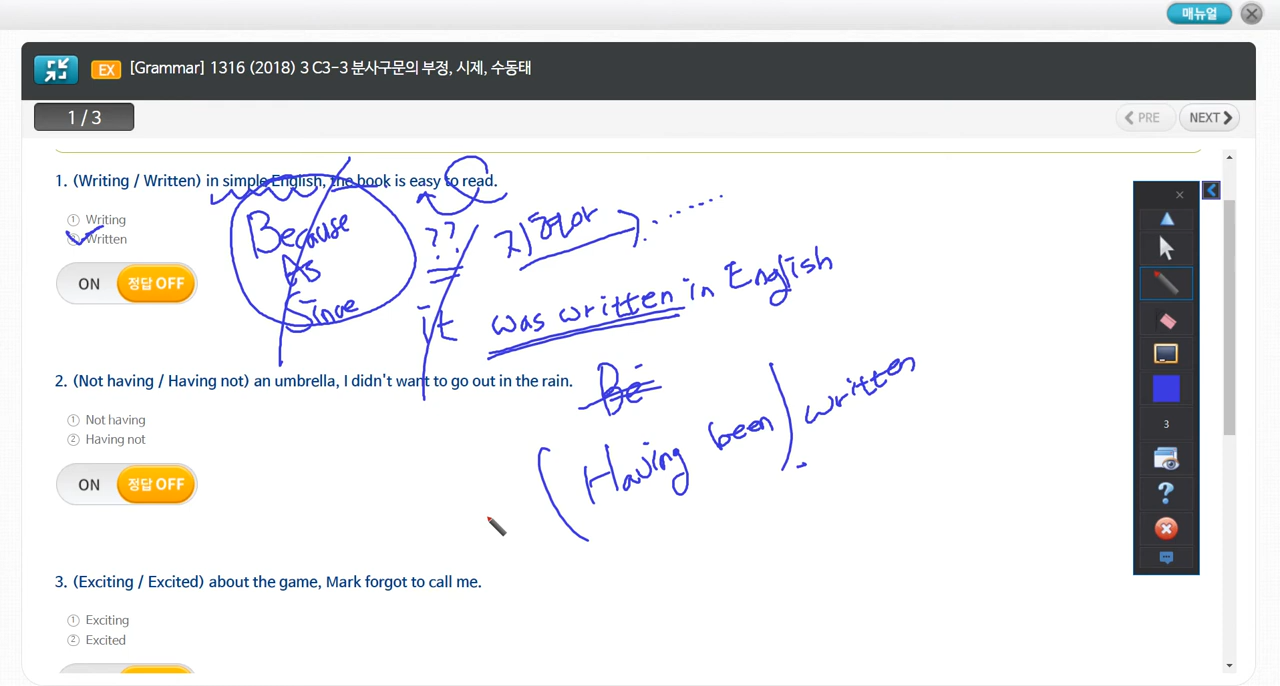 매뉴얼
EX [Grammar] 1316 (2018) 3 C3-3 분사구문의 부정, 시제, 수동태
1 / 3
PRE
NEXT
1. (Writing / Written) in simple English, the book is easy to read.
① Writing
② Written
ON 정답 OFF
Because
As
Since
??
it was written in English
2. (Not having / Having not) an umbrella, I didn't want to go out in the rain.
Be
(Having been) written
① Not having
② Having not
ON 정답 OFF
3. (Exciting / Excited) about the game, Mark forgot to call me.
① Exciting
② Excited
3
?